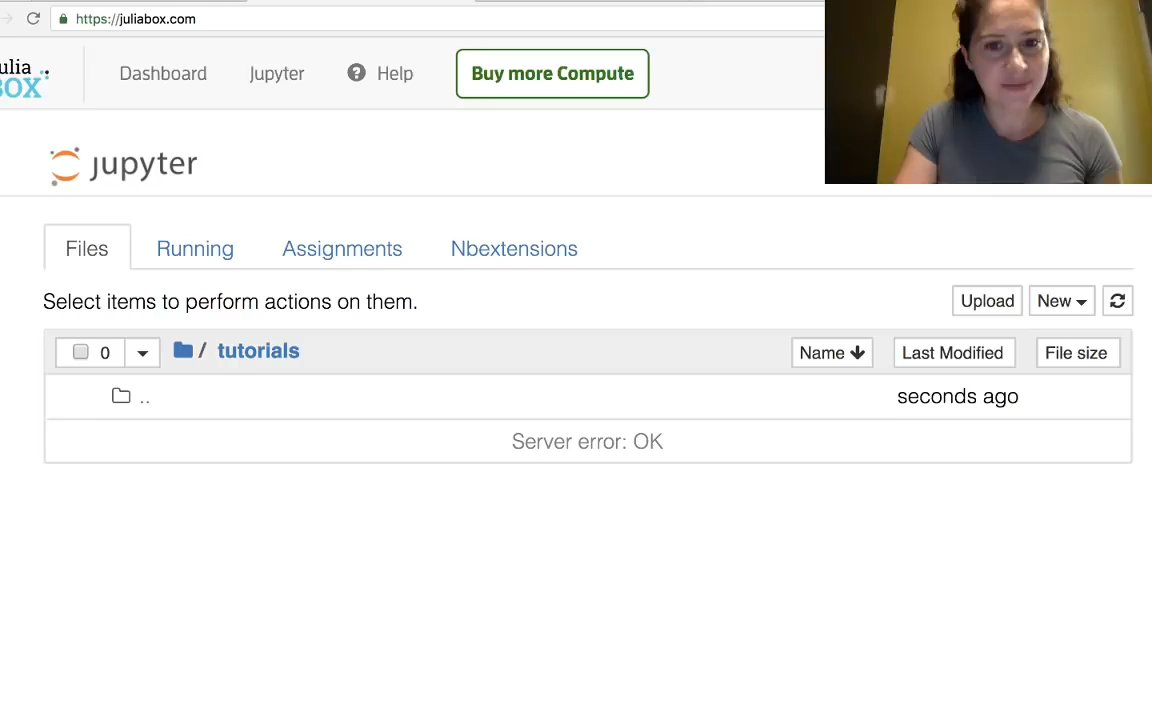 https://juliabox.com
ulia
BOX
Dashboard
Jupyter
? Help
Buy more Compute
jupyter
Files
Running
Assignments
Nbextensions
Select items to perform actions on them.
Upload
New
0
/ tutorials
Name
Last Modified
File size
..
seconds ago
Server error: OK